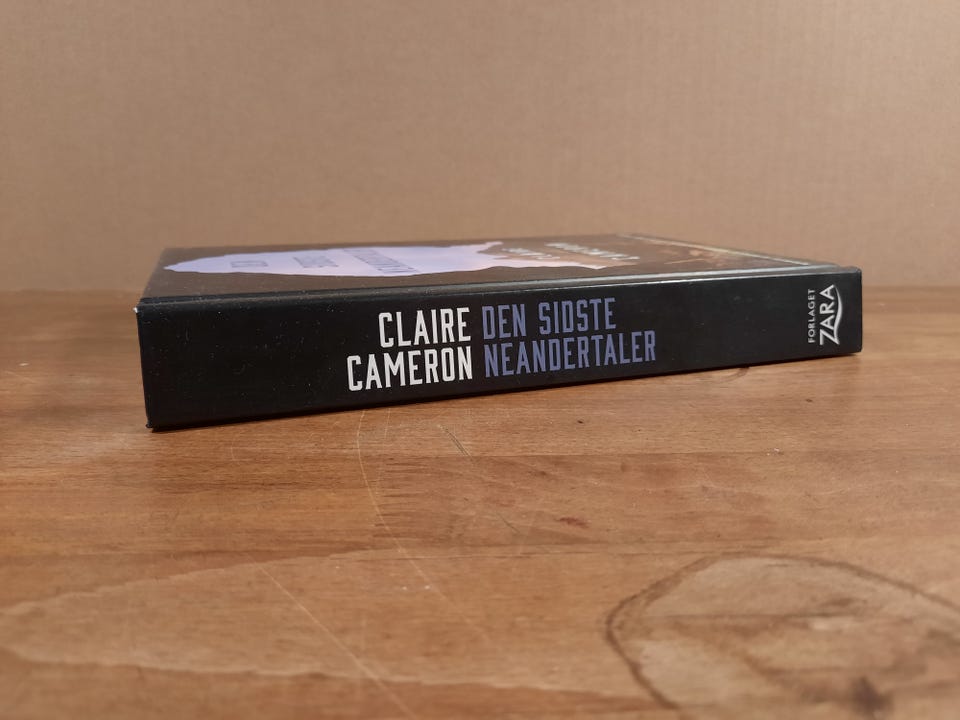 CLAIRE
CAMERON
DEN SIDSTE
NEANDERTALER
FORLAGET
ZARA